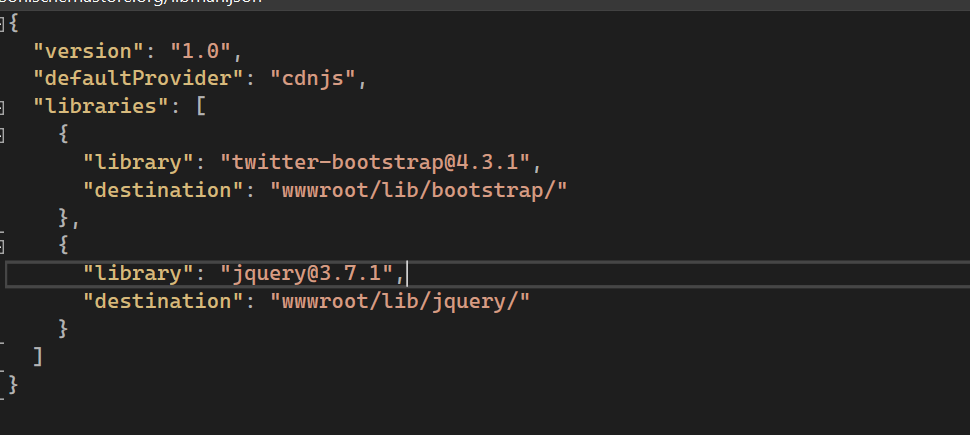 {
"version": "1.0",
"defaultProvider": "cdnjs",
"libraries": [
{
"library": "twitter-bootstrap@4.3.1",
"destination": "wwwroot/lib/bootstrap/"
},
{
"library": "jquery@3.7.1",
"destination": "wwwroot/lib/jquery/"
}
]
}